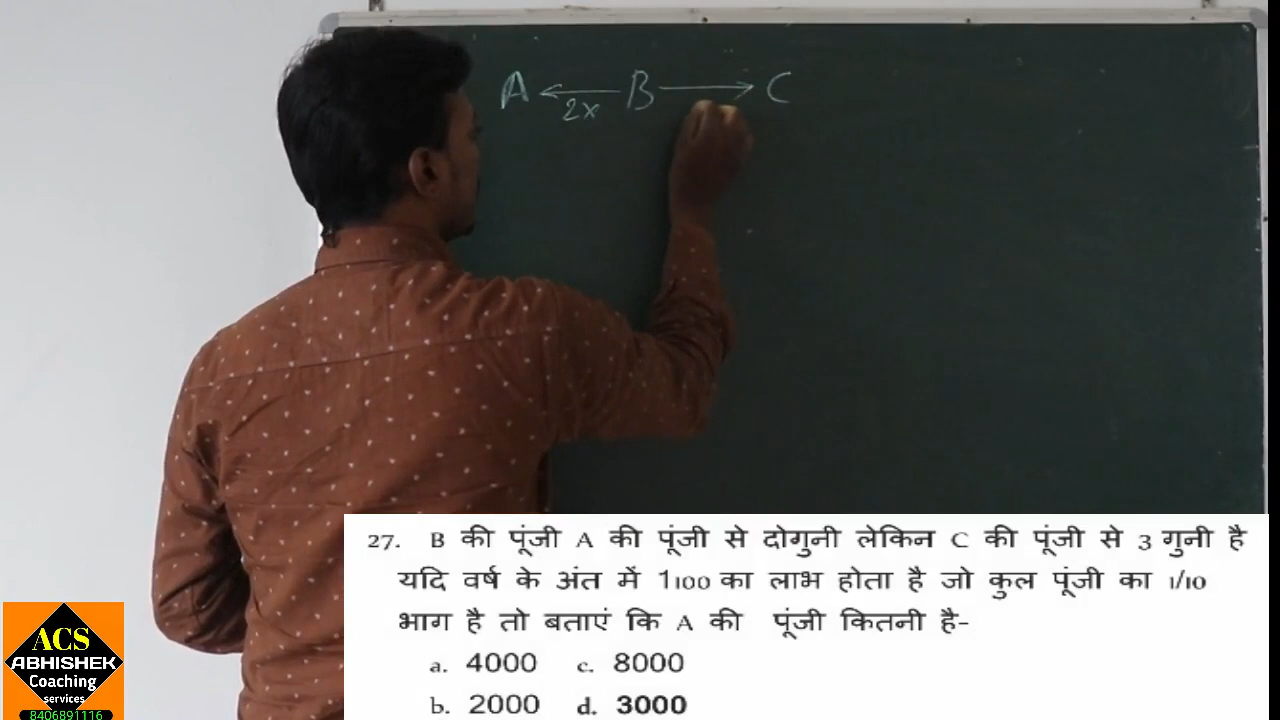 A ← B → C
2x
27. B की पूंजी A की पूंजी से दोगुनी लेकिन C की पूंजी से 3 गुनी है
यदि वर्ष के अंत में 1100 का लाभ होता है जो कुल पूंजी का 1/10
भाग है तो बताएं कि A की पूंजी कितनी है-
a. 4000 c. 8000
b. 2000 d. 3000
ACS
ABHISHEK
Coaching
services
8406891116